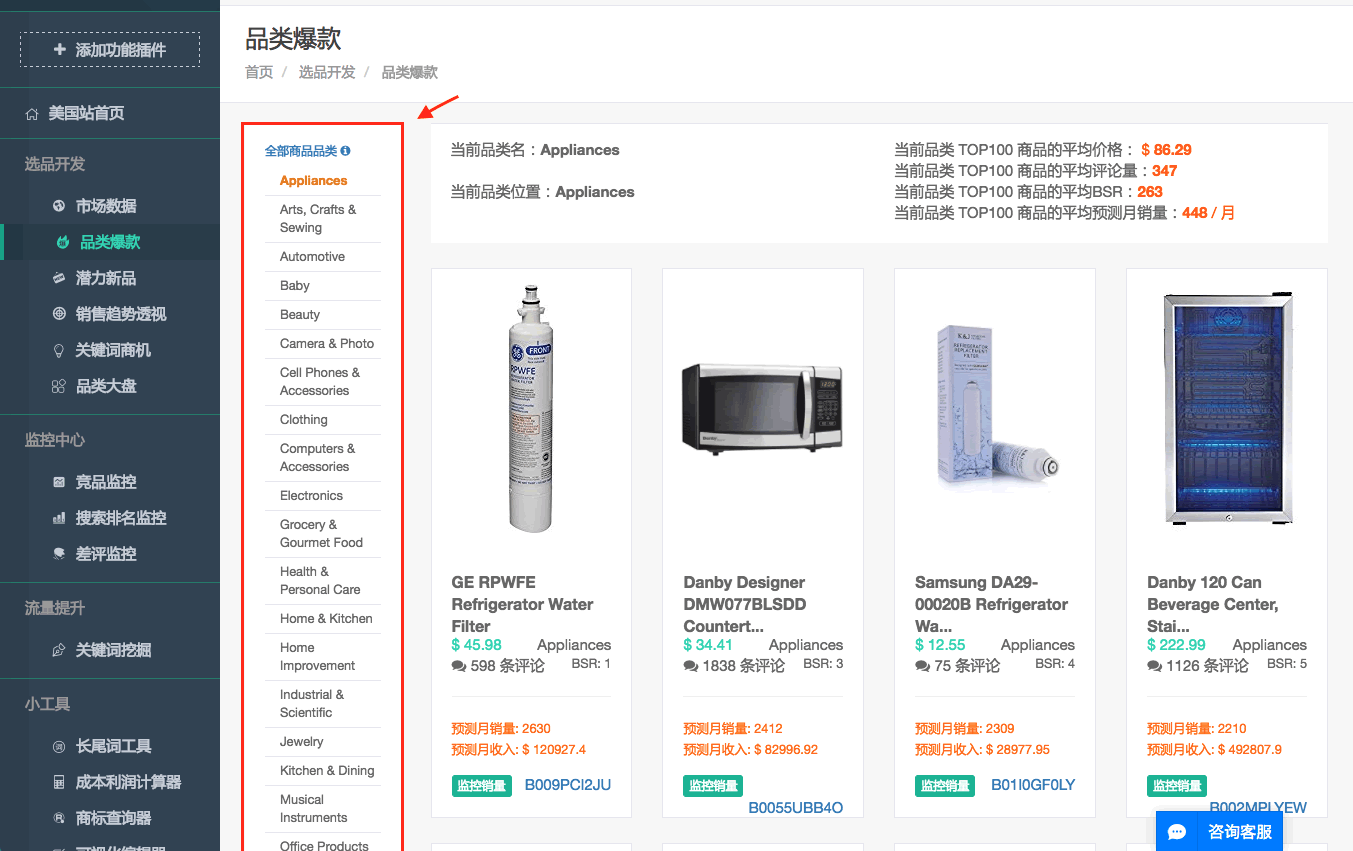 添加功能插件
美国站首页
选品开发
市场数据
品类爆款
潜力新品
销售趋势透视
关键词商机
品类大盘
监控中心
竞品监控
搜索排名监控
差评监控
流量提升
关键词挖掘
小工具
长尾词工具
成本利润计算器
商标查询器
品类爆款
首页 / 选品开发 / 品类爆款
全部商品品类
Appliances
Arts, Crafts &
Sewing
Automotive
Baby
Beauty
Camera & Photo
Cell Phones &
Accessories
Clothing
Computers &
Accessories
Electronics
Grocery &
Gourmet Food
Health &
Personal Care
Home & Kitchen
Home
Improvement
Industrial &
Scientific
Jewelry
Kitchen & Dining
Musical
Instruments
Office Products
当前品类名：Appliances
当前品类位置：Appliances
当前品类 TOP100 商品的平均价格： $ 86.29
当前品类 TOP100 商品的平均评论量：347
当前品类 TOP100 商品的平均BSR：263
当前品类 TOP100 商品的平均预测月销量：448 / 月
FRONT
RPWFE
GE RPWFE
Refrigerator Water
Filter
$ 45.98 Appliances
598 条评论 BSR: 1
预测月销量: 2630
预测月收入: $ 120927.4
监控销量 B009PCI2JU
Danby Designer
DMW077BLSDD
Countert...
$ 34.41 Appliances
1838 条评论 BSR: 3
预测月销量: 2412
预测月收入: $ 82996.92
监控销量
B0055UBB4O
K&J
REFRIGERATOR
REPLACEMENT
FILTER
Samsung DA29-
00020B Refrigerator
Wa...
$ 12.55 Appliances
75 条评论 BSR: 4
预测月销量: 2309
预测月收入: $ 28977.95
监控销量 B01I0GF0LY
Danby 120 Can
Beverage Center,
Stai...
$ 222.99 Appliances
1126 条评论 BSR: 5
预测月销量: 2210
预测月收入: $ 492807.9
监控销量
B002MPLYEW
咨询客服